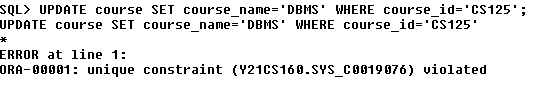 SQL> UPDATE course SET course_name='DBMS' WHERE course_id='CS125';
UPDATE course SET course_name='DBMS' WHERE course_id='CS125'
*
ERROR at line 1:
ORA-00001: unique constraint (Y21CS160.SYS_C0019076) violated